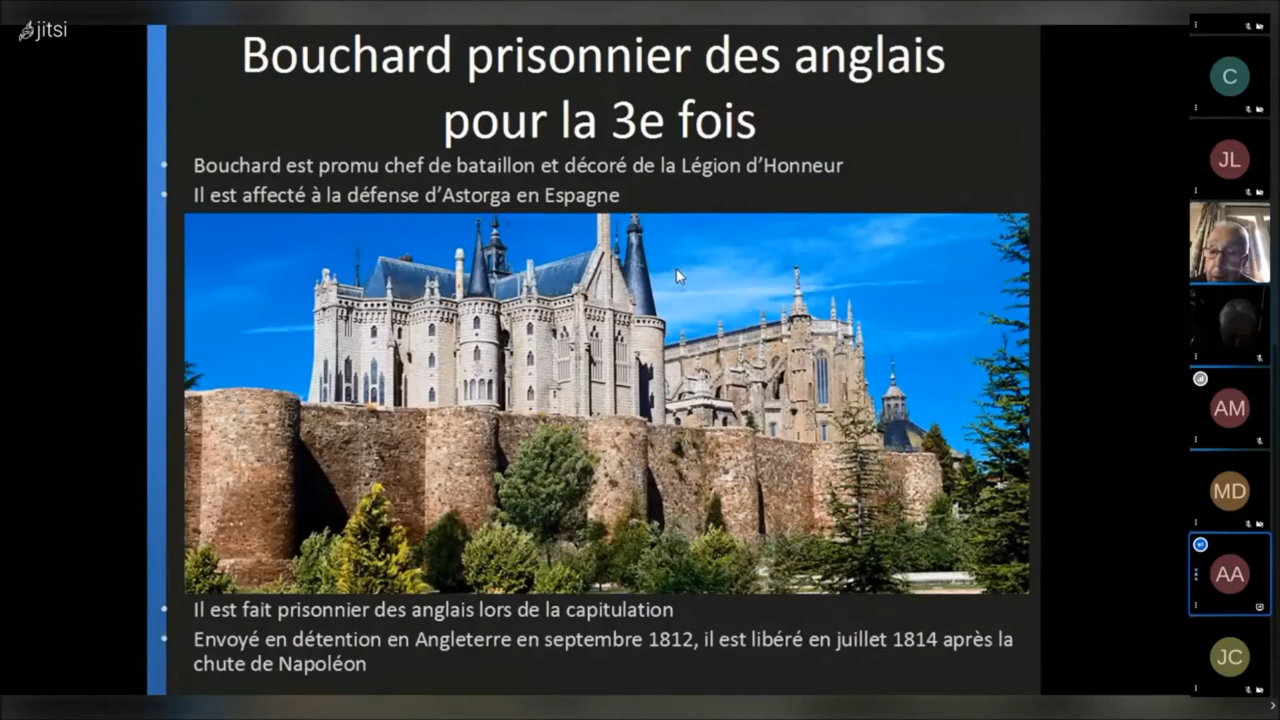 jitsi
Bouchard prisonnier des anglais
pour la 3e fois
• Bouchard est promu chef de bataillon et décoré de la Légion d’Honneur
• Il est affecté à la défense d’Astorga en Espagne
• Il est fait prisonnier des anglais lors de la capitulation
• Envoyé en détention en Angleterre en septembre 1812, il est libéré en juillet 1814 après la
chute de Napoléon
C
JL
AM
MD
AA
JC